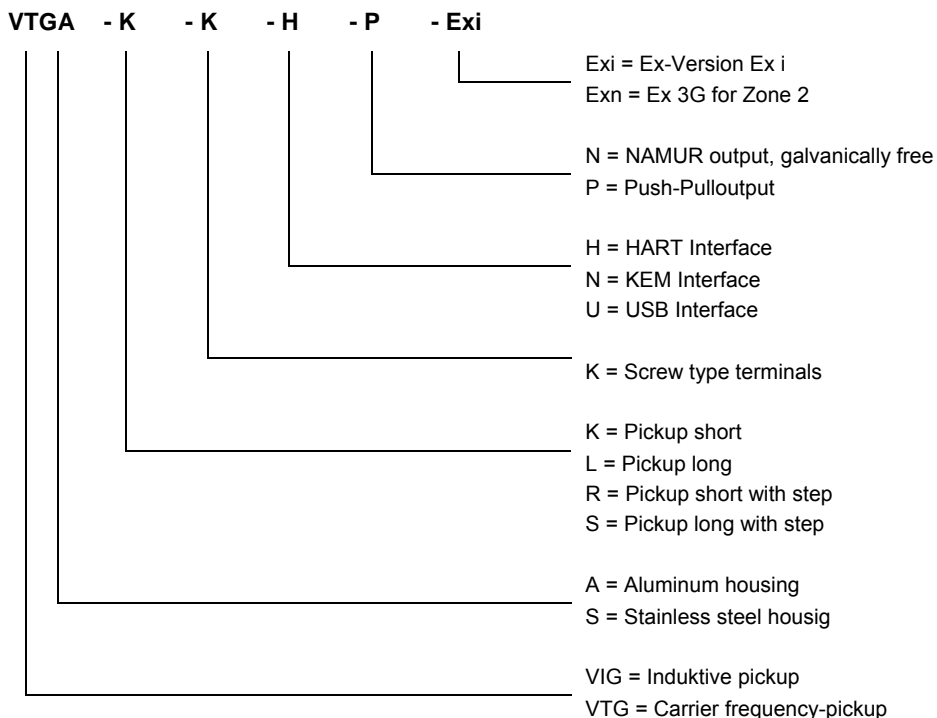 VTGA - K - K - H - P - Exi
Exi = Ex-Version Ex i
Exn = Ex 3G for Zone 2
N = NAMUR output, galvanically free
P = Push-Pulloutput
H = HART Interface
N = KEM Interface
U = USB Interface
K = Screw type terminals
K = Pickup short
L = Pickup long
R = Pickup short with step
S = Pickup long with step
A = Aluminum housing
S = Stainless steel housig
VIG = Induktive pickup
VTG = Carrier frequency-pickup